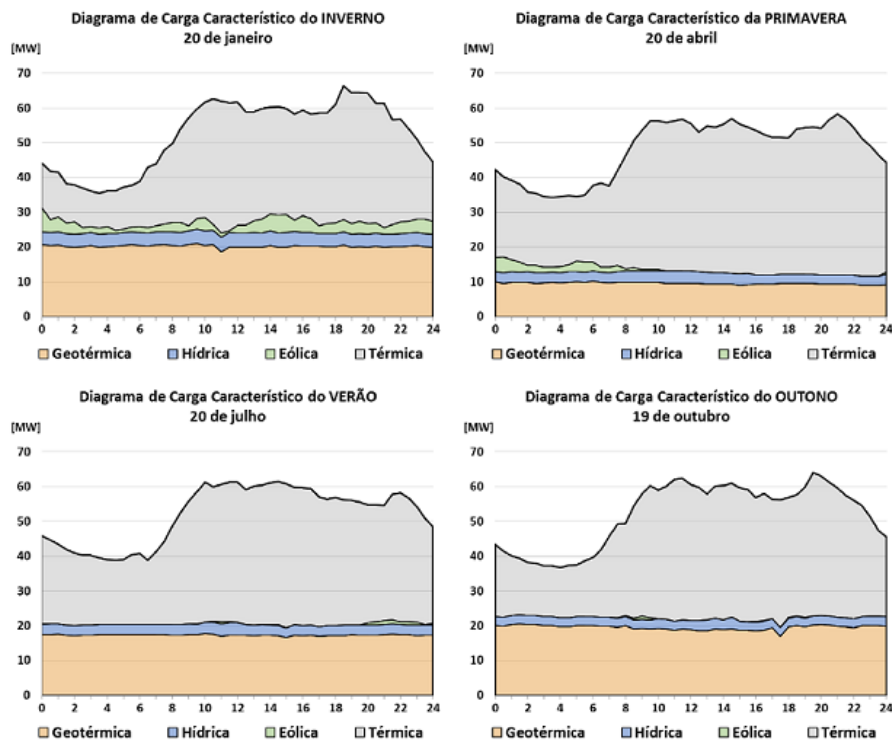 Diagrama de Carga Característico do INVERNO
20 de janeiro
[MW]
70
60
50
40
30
20
10
0
0 2 4 6 8 10 12 14 16 18 20 22 24
Geotérmica Hídrica Eólica Térmica
Diagrama de Carga Característico da PRIMAVERA
20 de abril
[MW]
70
60
50
40
30
20
10
0
0 2 4 6 8 10 12 14 16 18 20 22 24
Geotérmica Hídrica Eólica Térmica
Diagrama de Carga Característico do VERÃO
20 de julho
[MW]
70
60
50
40
30
20
10
0
0 2 4 6 8 10 12 14 16 18 20 22 24
Geotérmica Hídrica Eólica Térmica
Diagrama de Carga Característico do OUTONO
19 de outubro
[MW]
70
60
50
40
30
20
10
0
0 2 4 6 8 10 12 14 16 18 20 22 24
Geotérmica Hídrica Eólica Térmica